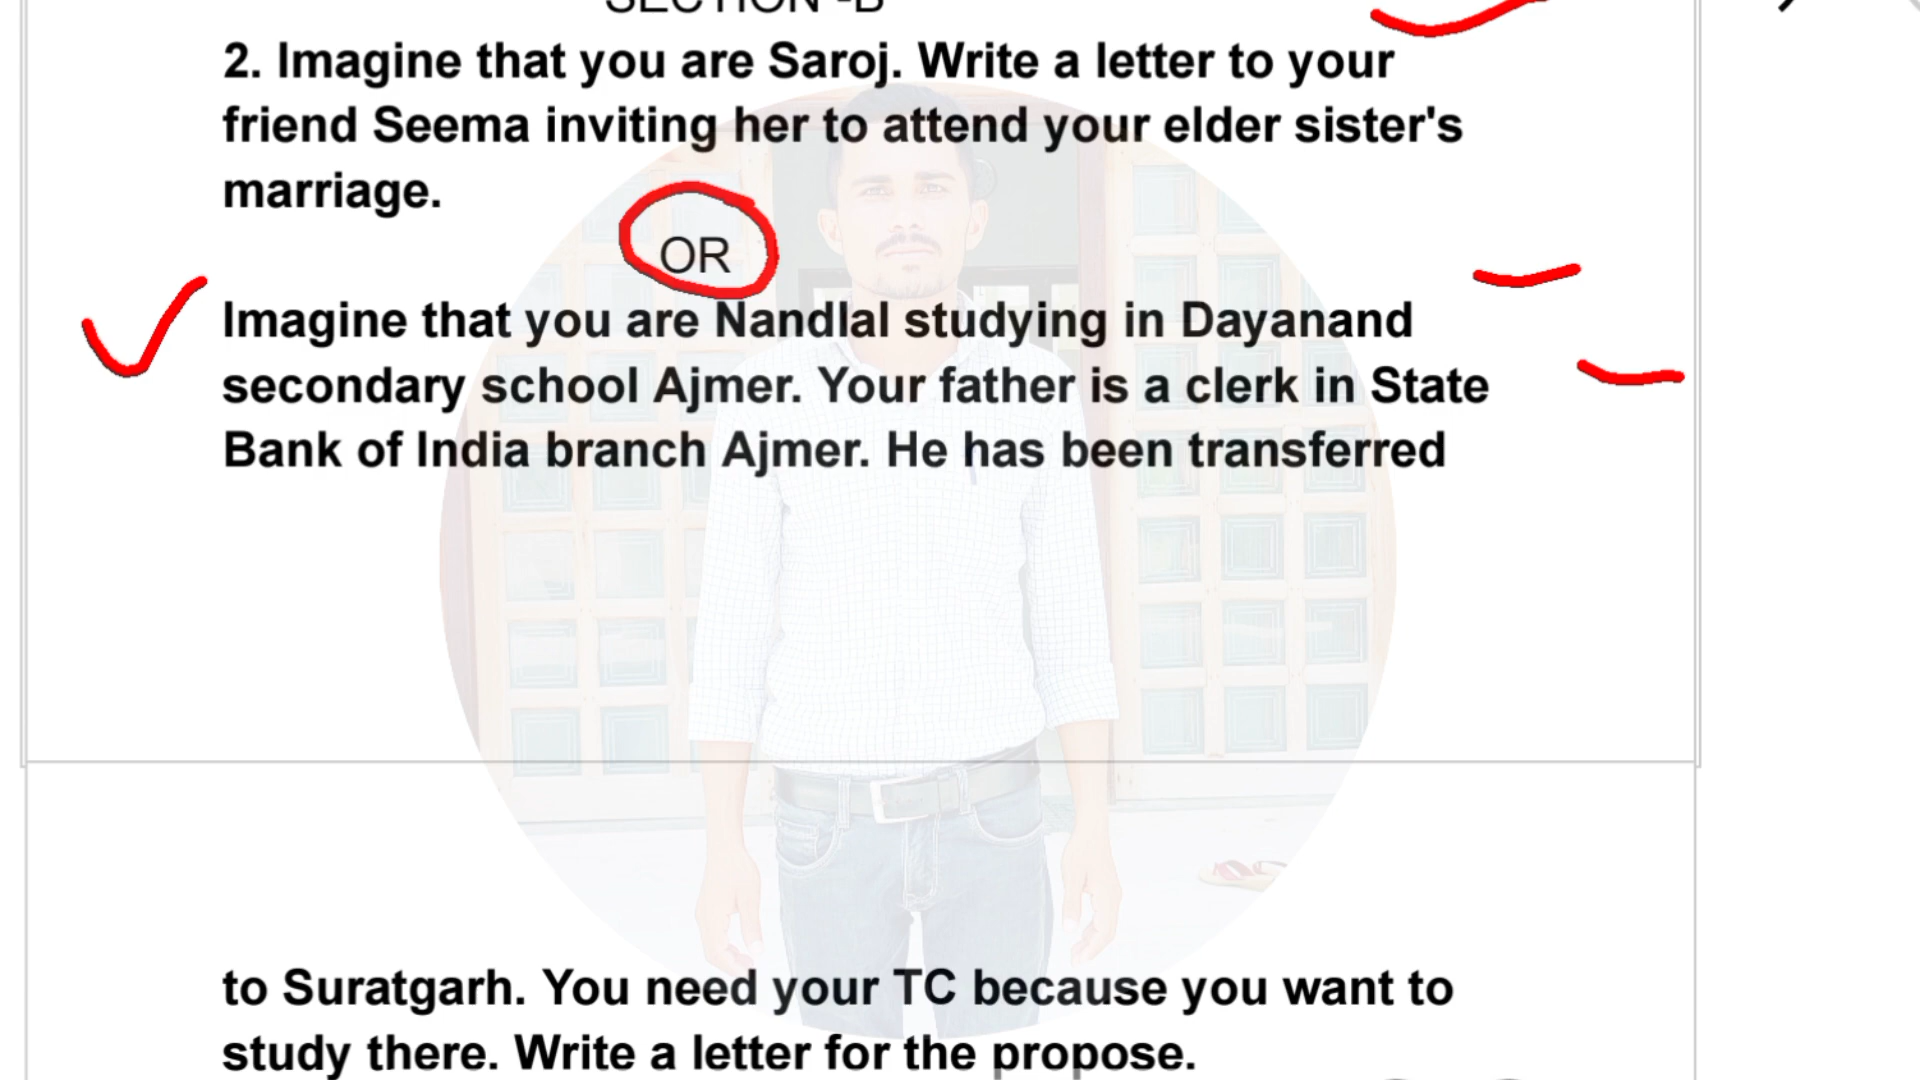 SECTION -B
2. Imagine that you are Saroj. Write a letter to your
friend Seema inviting her to attend your elder sister's
marriage.
OR
Imagine that you are Nandlal studying in Dayanand
secondary school Ajmer. Your father is a clerk in State
Bank of India branch Ajmer. He has been transferred
to Suratgarh. You need your TC because you want to
study there. Write a letter for the propose.